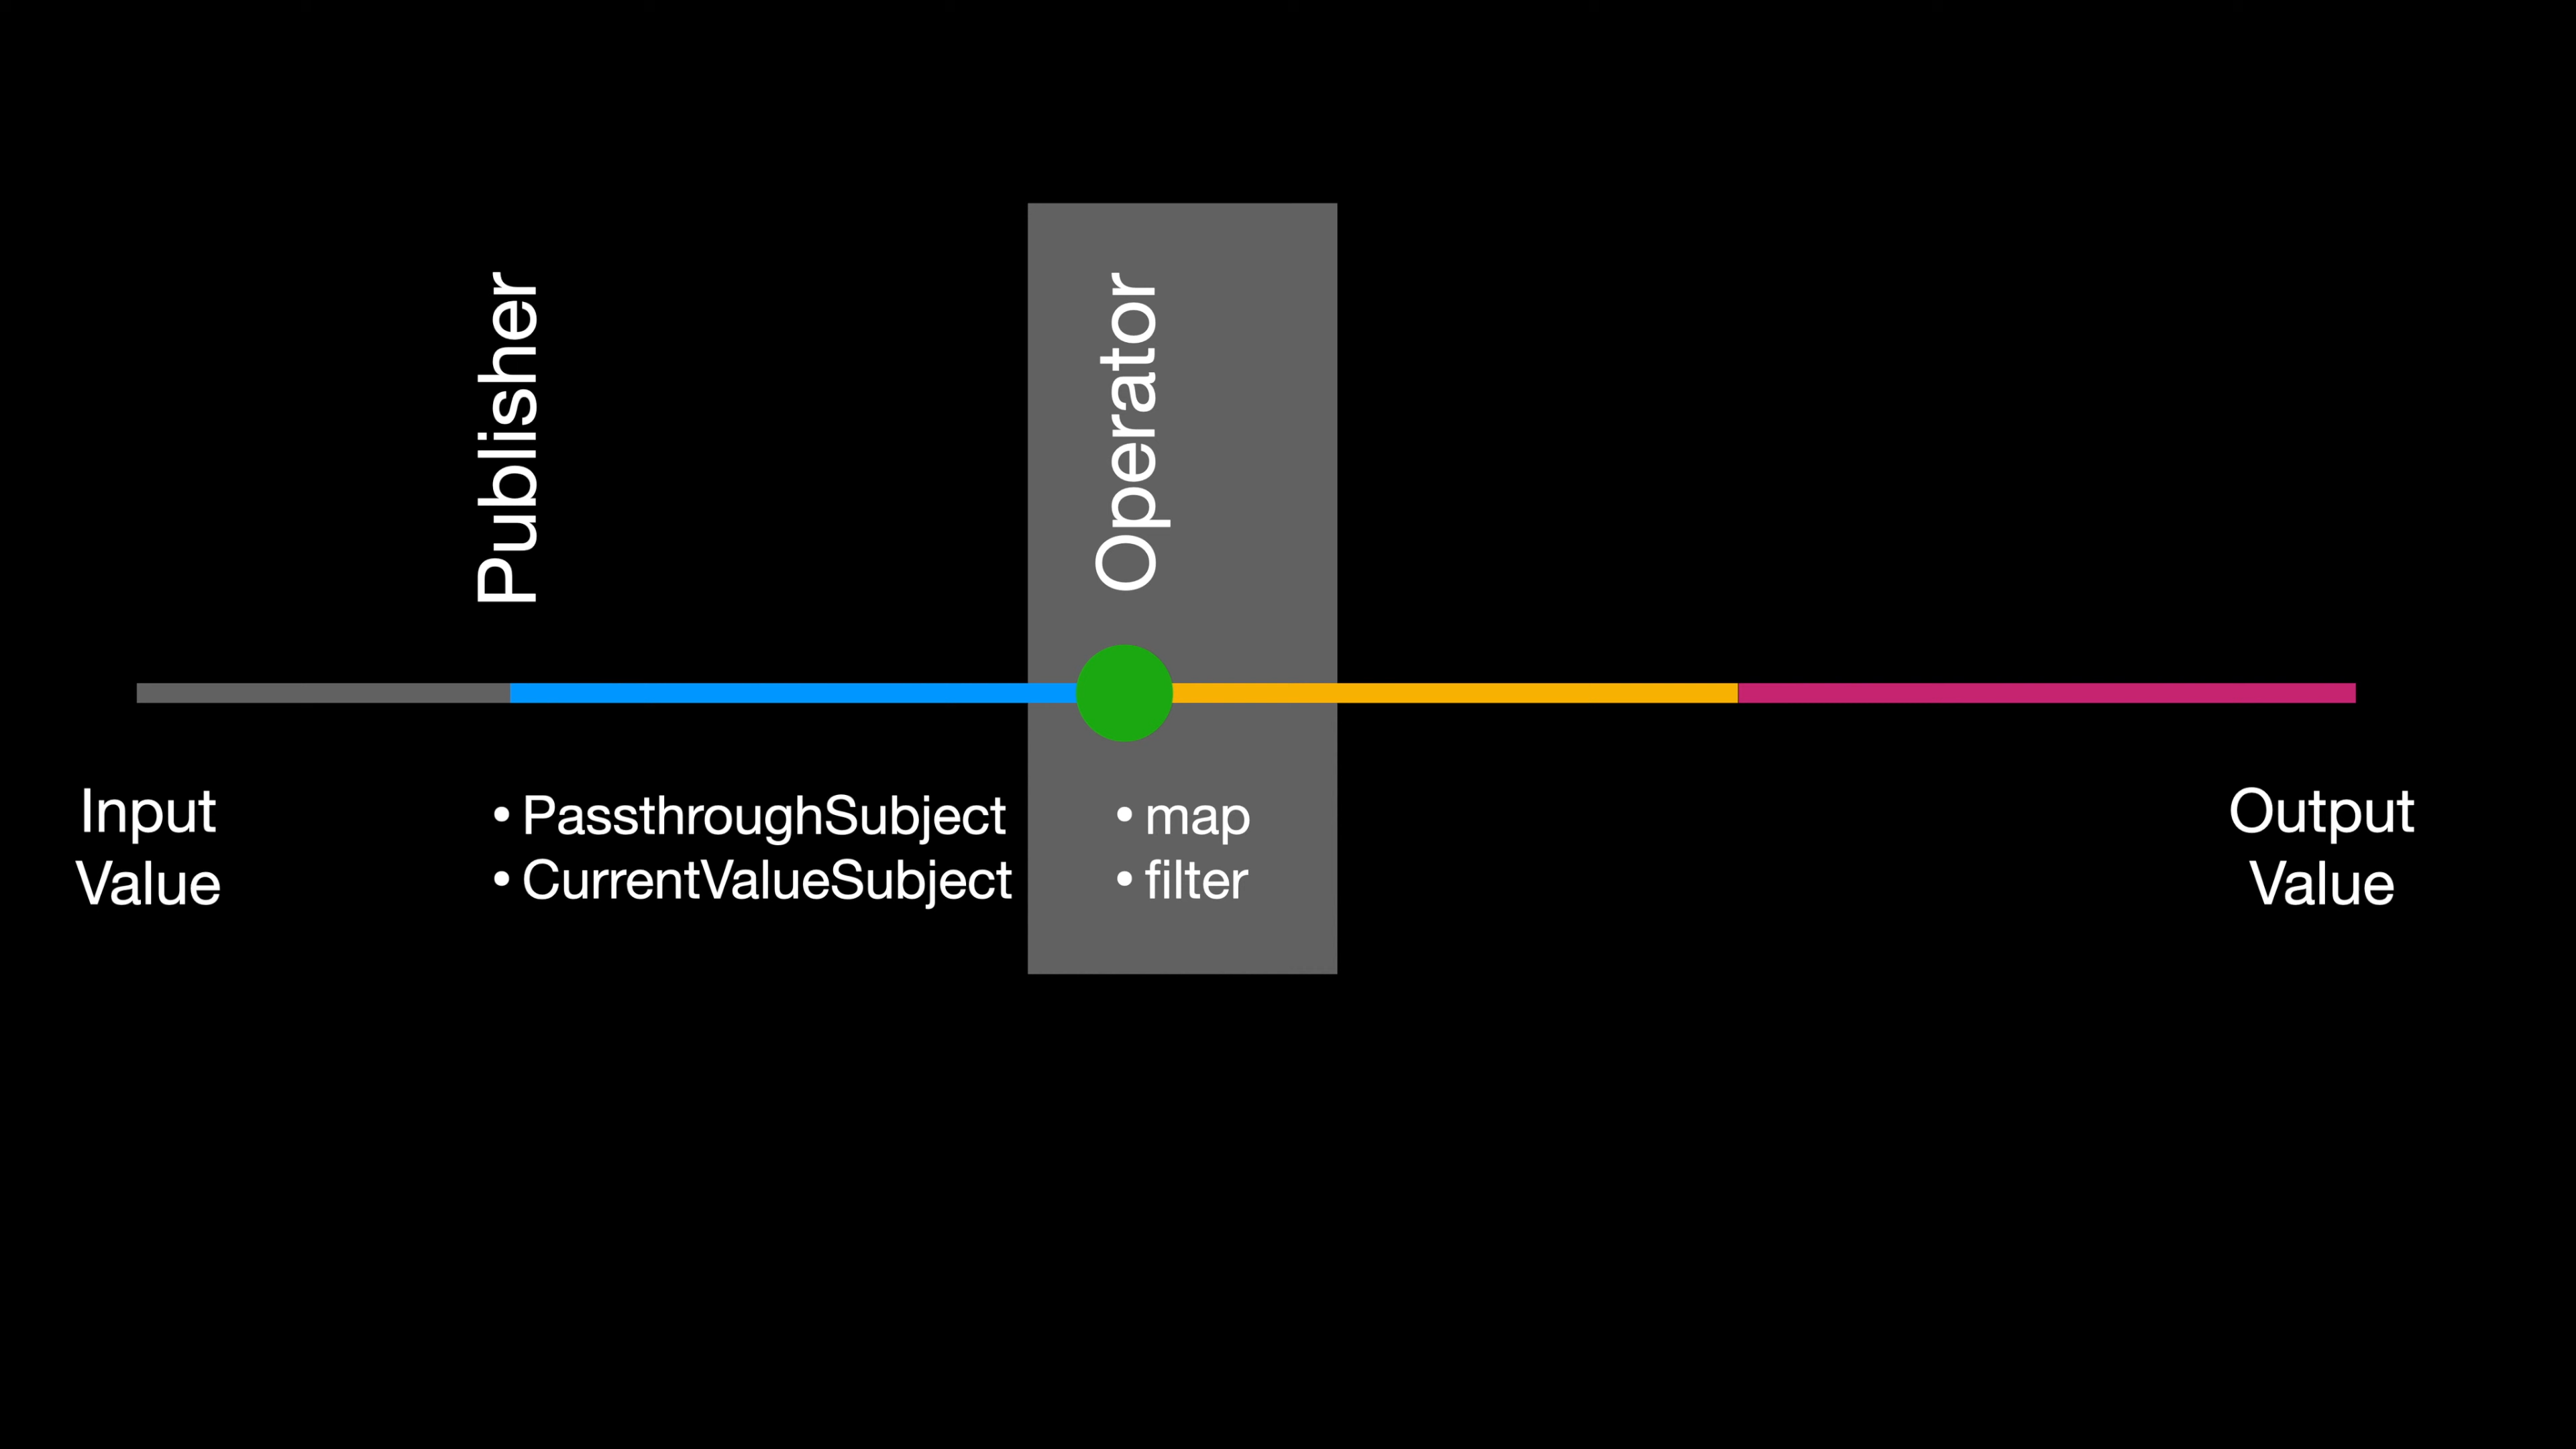 Publisher
Operator
Input
Value
• PassthroughSubject
• CurrentValueSubject
• map
• filter
Output
Value